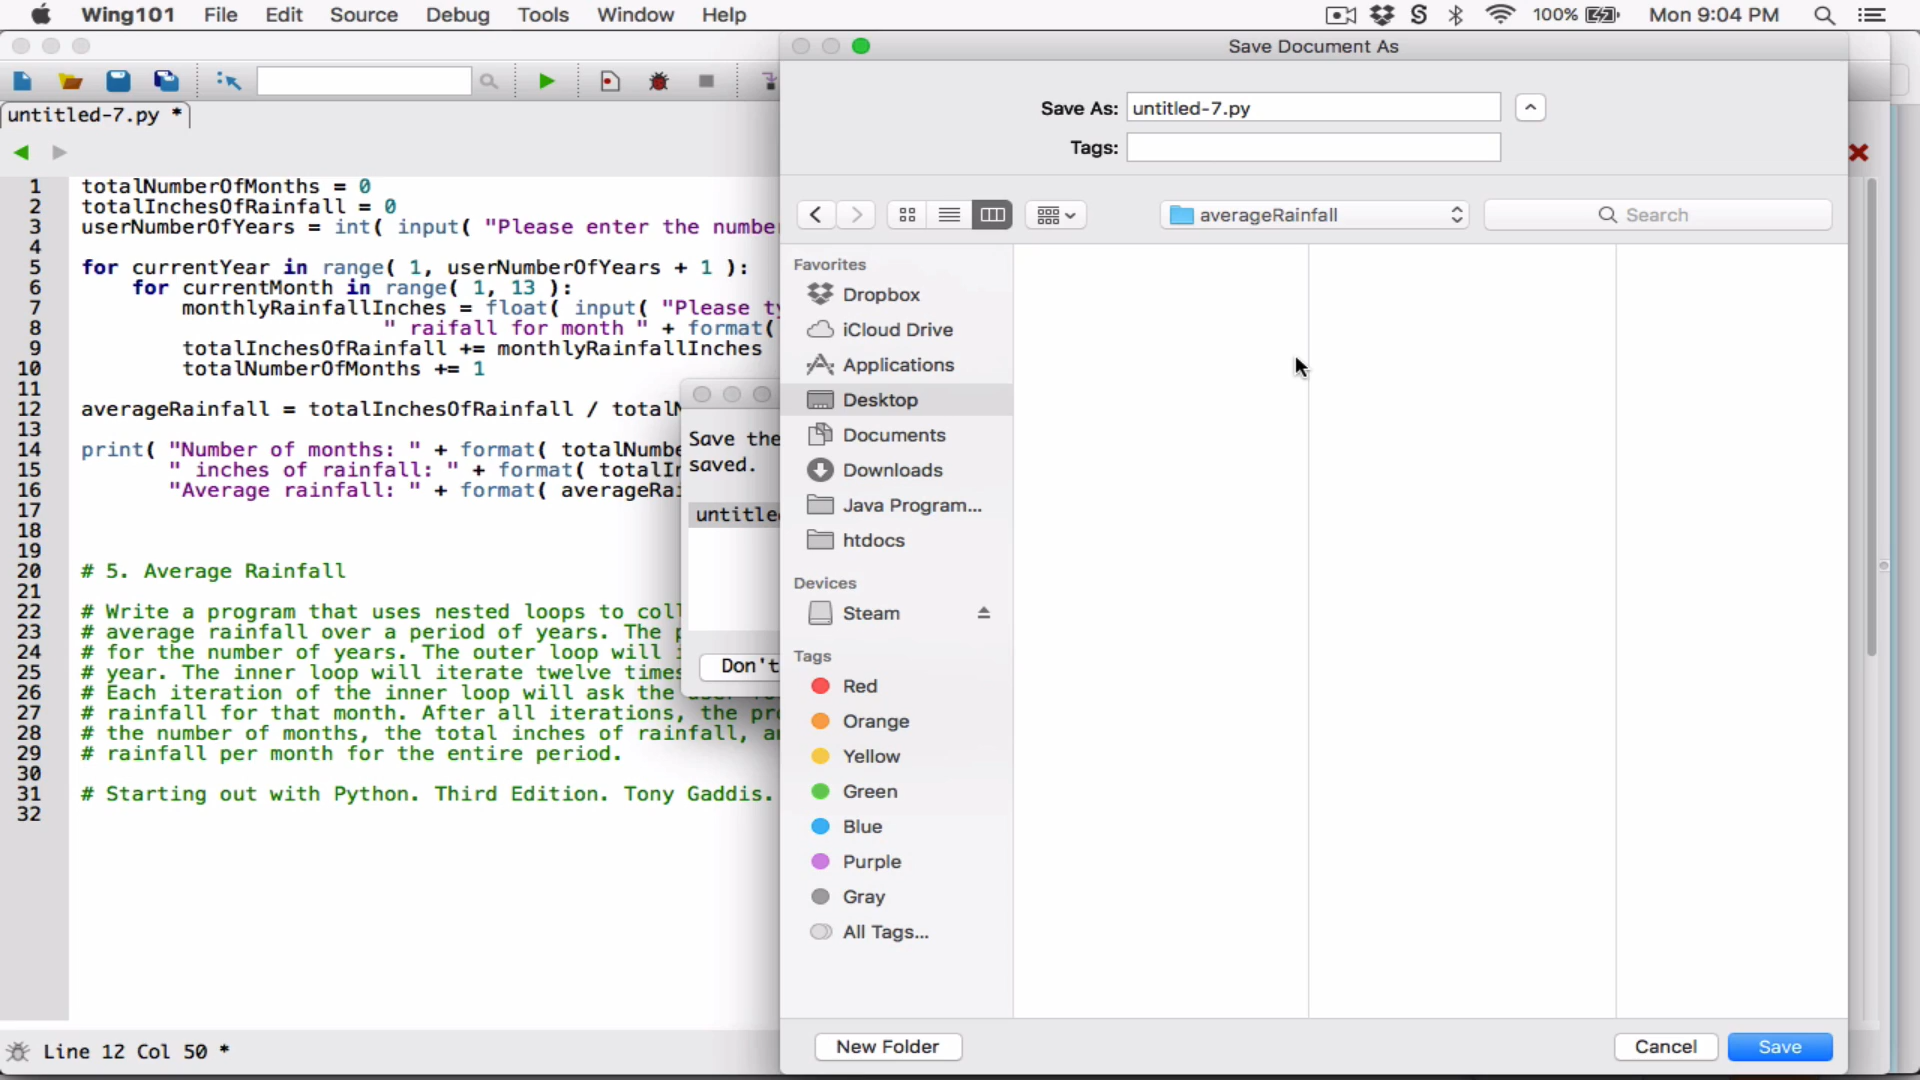 Wing101 File Edit Source Debug Tools Window Help 100% Mon 9:04 PM
Save Document As
untitled-7.py *
Save As: untitled-7.py
Tags:
averageRainfall
Search
1 totalNumberOfMonths = 0
2 totalInchesOfRainfall = 0
3 userNumberOfYears = int( input( "Please enter the numbe
4
5 for currentYear in range( 1, userNumberOfYears + 1 ):
6 for currentMonth in range( 1, 13 ):
7 monthlyRainfallInches = float( input( "Please ty
8 " raifall for month " + format(
9 totalInchesOfRainfall += monthlyRainfallInches
10 totalNumberOfMonths += 1
11
12 averageRainfall = totalInchesOfRainfall / totalN
13
14 print( "Number of months: " + format( totalNumbe
15 " inches of rainfall: " + format( totalIn
16 "Average rainfall: " + format( averageRai
17
18
19
20 # 5. Average Rainfall
21
22 # Write a program that uses nested loops to coll
23 # average rainfall over a period of years. The p
24 # for the number of years. The outer loop will i
25 # year. The inner loop will iterate twelve times
26 # Each iteration of the inner loop will ask the
27 # rainfall for that month. After all iterations, the pro
28 # the number of months, the total inches of rainfall, an
29 # rainfall per month for the entire period.
30
31 # Starting out with Python. Third Edition. Tony Gaddis.
32
Save the
saved.
untitle
Don't
Favorites
Dropbox
iCloud Drive
Applications
Desktop
Documents
Downloads
Java Program...
htdocs
Devices
Steam
Tags
Red
Orange
Yellow
Green
Blue
Purple
Gray
All Tags...
New Folder
Cancel
Save
Line 12 Col 50 *